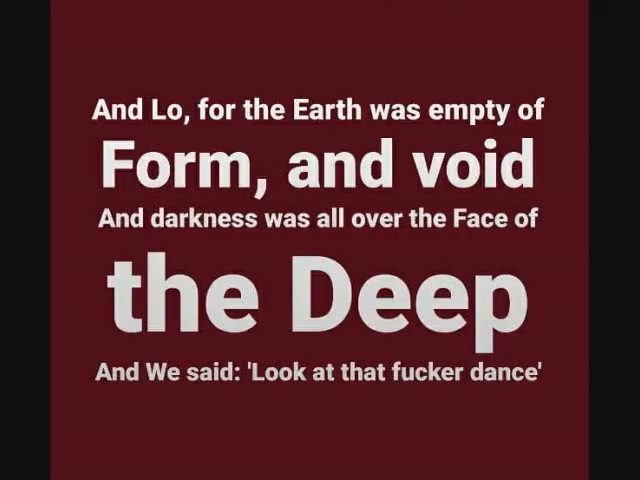 And Lo, for the Earth was empty of
Form, and void
And darkness was all over the Face of
the Deep
And We said: 'Look at that fucker dance'